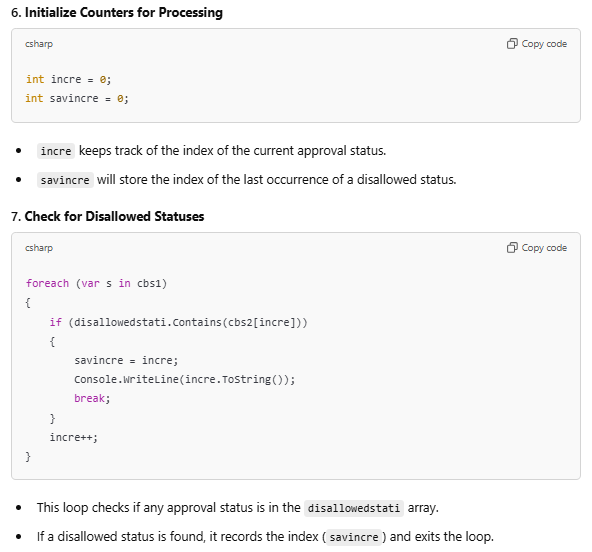 6. Initialize Counters for Processing
csharp
Copy code
int incre = 0;
int savincre = 0;
• incre keeps track of the index of the current approval status.
• savincre will store the index of the last occurrence of a disallowed status.
7. Check for Disallowed Statuses
csharp
Copy code
foreach (var s in cbs1)
{
    if (disallowedstati.Contains(cbs2[incre]))
    {
        savincre = incre;
        Console.WriteLine(incre.ToString());
        break;
    }
    incre++;
}
• This loop checks if any approval status is in the disallowedstati array.
• If a disallowed status is found, it records the index ( savincre ) and exits the loop.